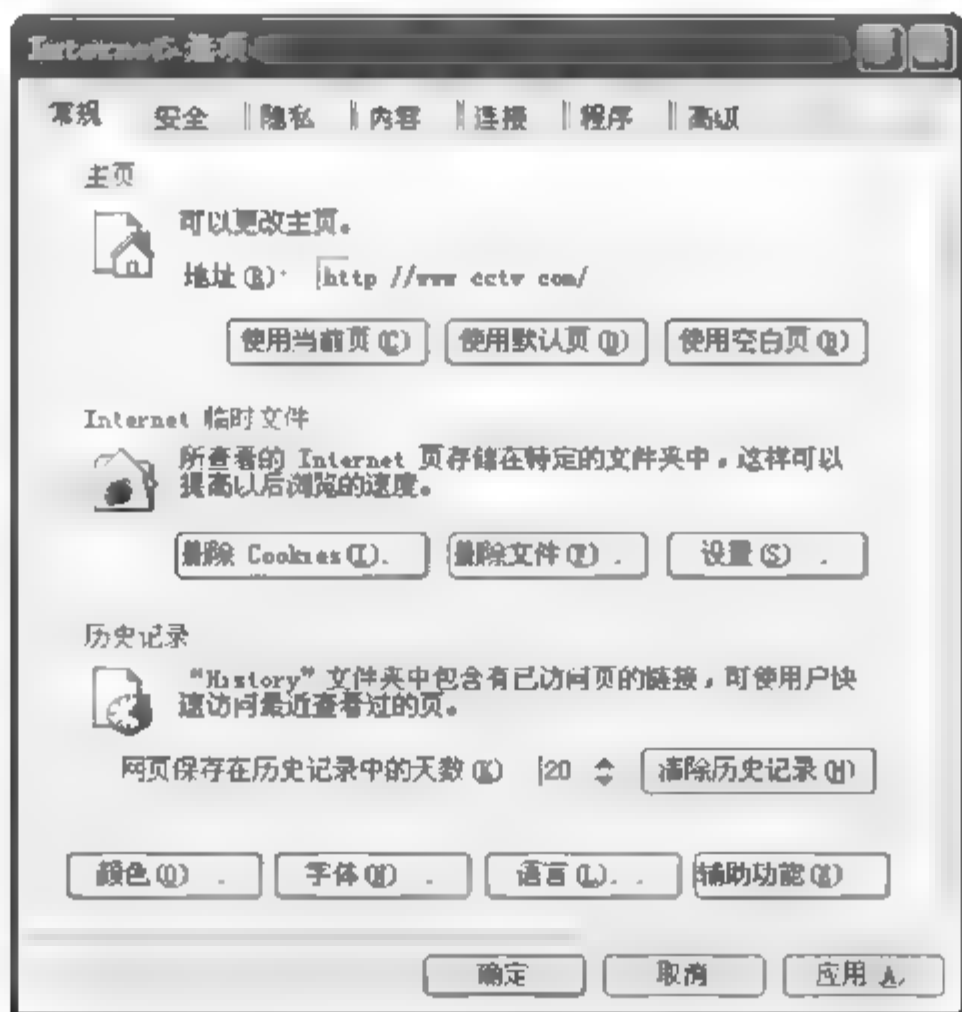 Internet 选项
常规 安全 隐私 内容 连接 程序 高级
主页
可以更改主页。
地址(R): http //www cctv com/
使用当前页(C) 使用默认页(D) 使用空白页(B)
Internet 临时文件
所查看的 Internet 页存储在特定的文件夹中，这样可以
提高以后浏览的速度。
删除 Cookies(I). 删除文件(F) . 设置(S) .
历史记录
“History”文件夹中包含有已访问页的链接，可使用户快
速访问最近查看过的页。
网页保存在历史记录中的天数(K) 20 清除历史记录(H)
颜色(O) . 字体(N) . 语言(L). . 辅助功能(E)
确定 取消 应用 A